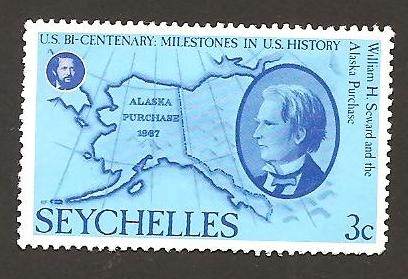 U.S. BI-CENTENARY: MILESTONES IN U.S. HISTORY
William H. Seward and the
Alaska Purchase
ALASKA
PURCHASE
1867
SEYCHELLES
3c